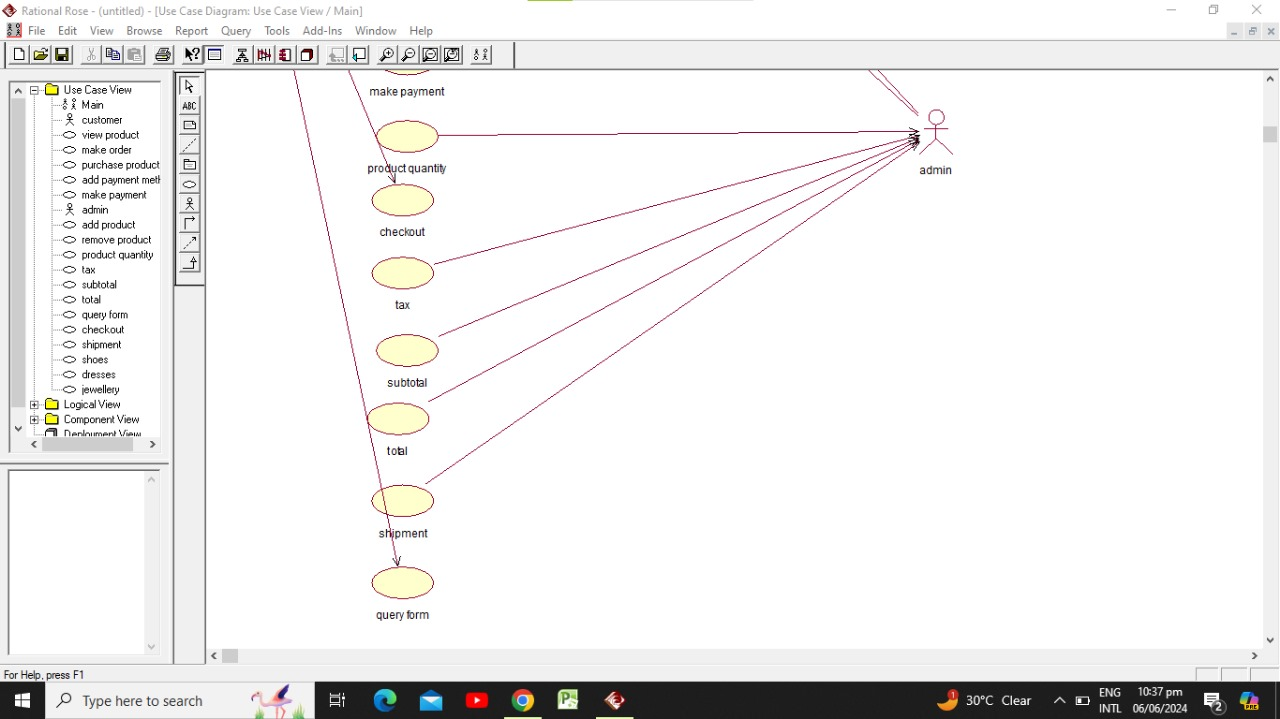 Rational Rose - (untitled) - [Use Case Diagram: Use Case View / Main]
File Edit View Browse Report Query Tools Add-Ins Window Help
Use Case View
Main
customer
view product
make order
purchase product
add payment meth
make payment
admin
add product
remove product
product quantity
tax
subtotal
total
query form
checkout
shipment
shoes
dresses
jewellery
Logical View
Component View
Deployment View
ABC
make payment
product quantity
checkout
tax
subtotal
total
shipment
query form
admin
For Help, press F1
Type here to search
1
30°C Clear
ENG
INTL
10:37 pm
06/06/2024
2
PRE